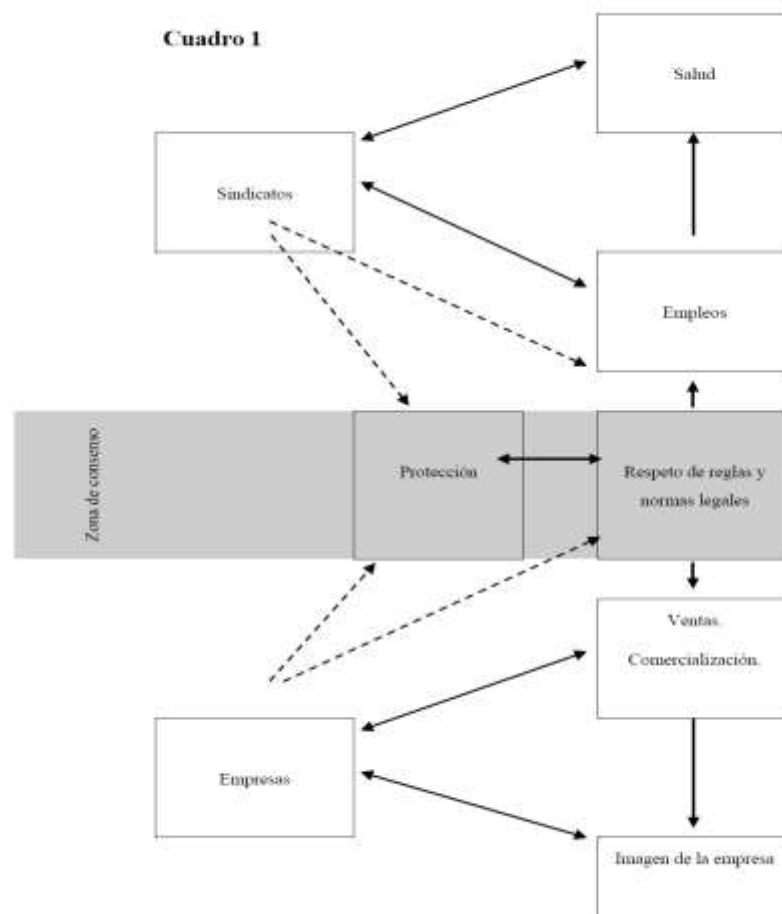 Cuadro 1
Salud
Sindicatos
Empleos
Zona de consenso
Protección
Respeto de reglas y
normas legales
Ventas.
Comercialización.
Empresas
Imagen de la empresa